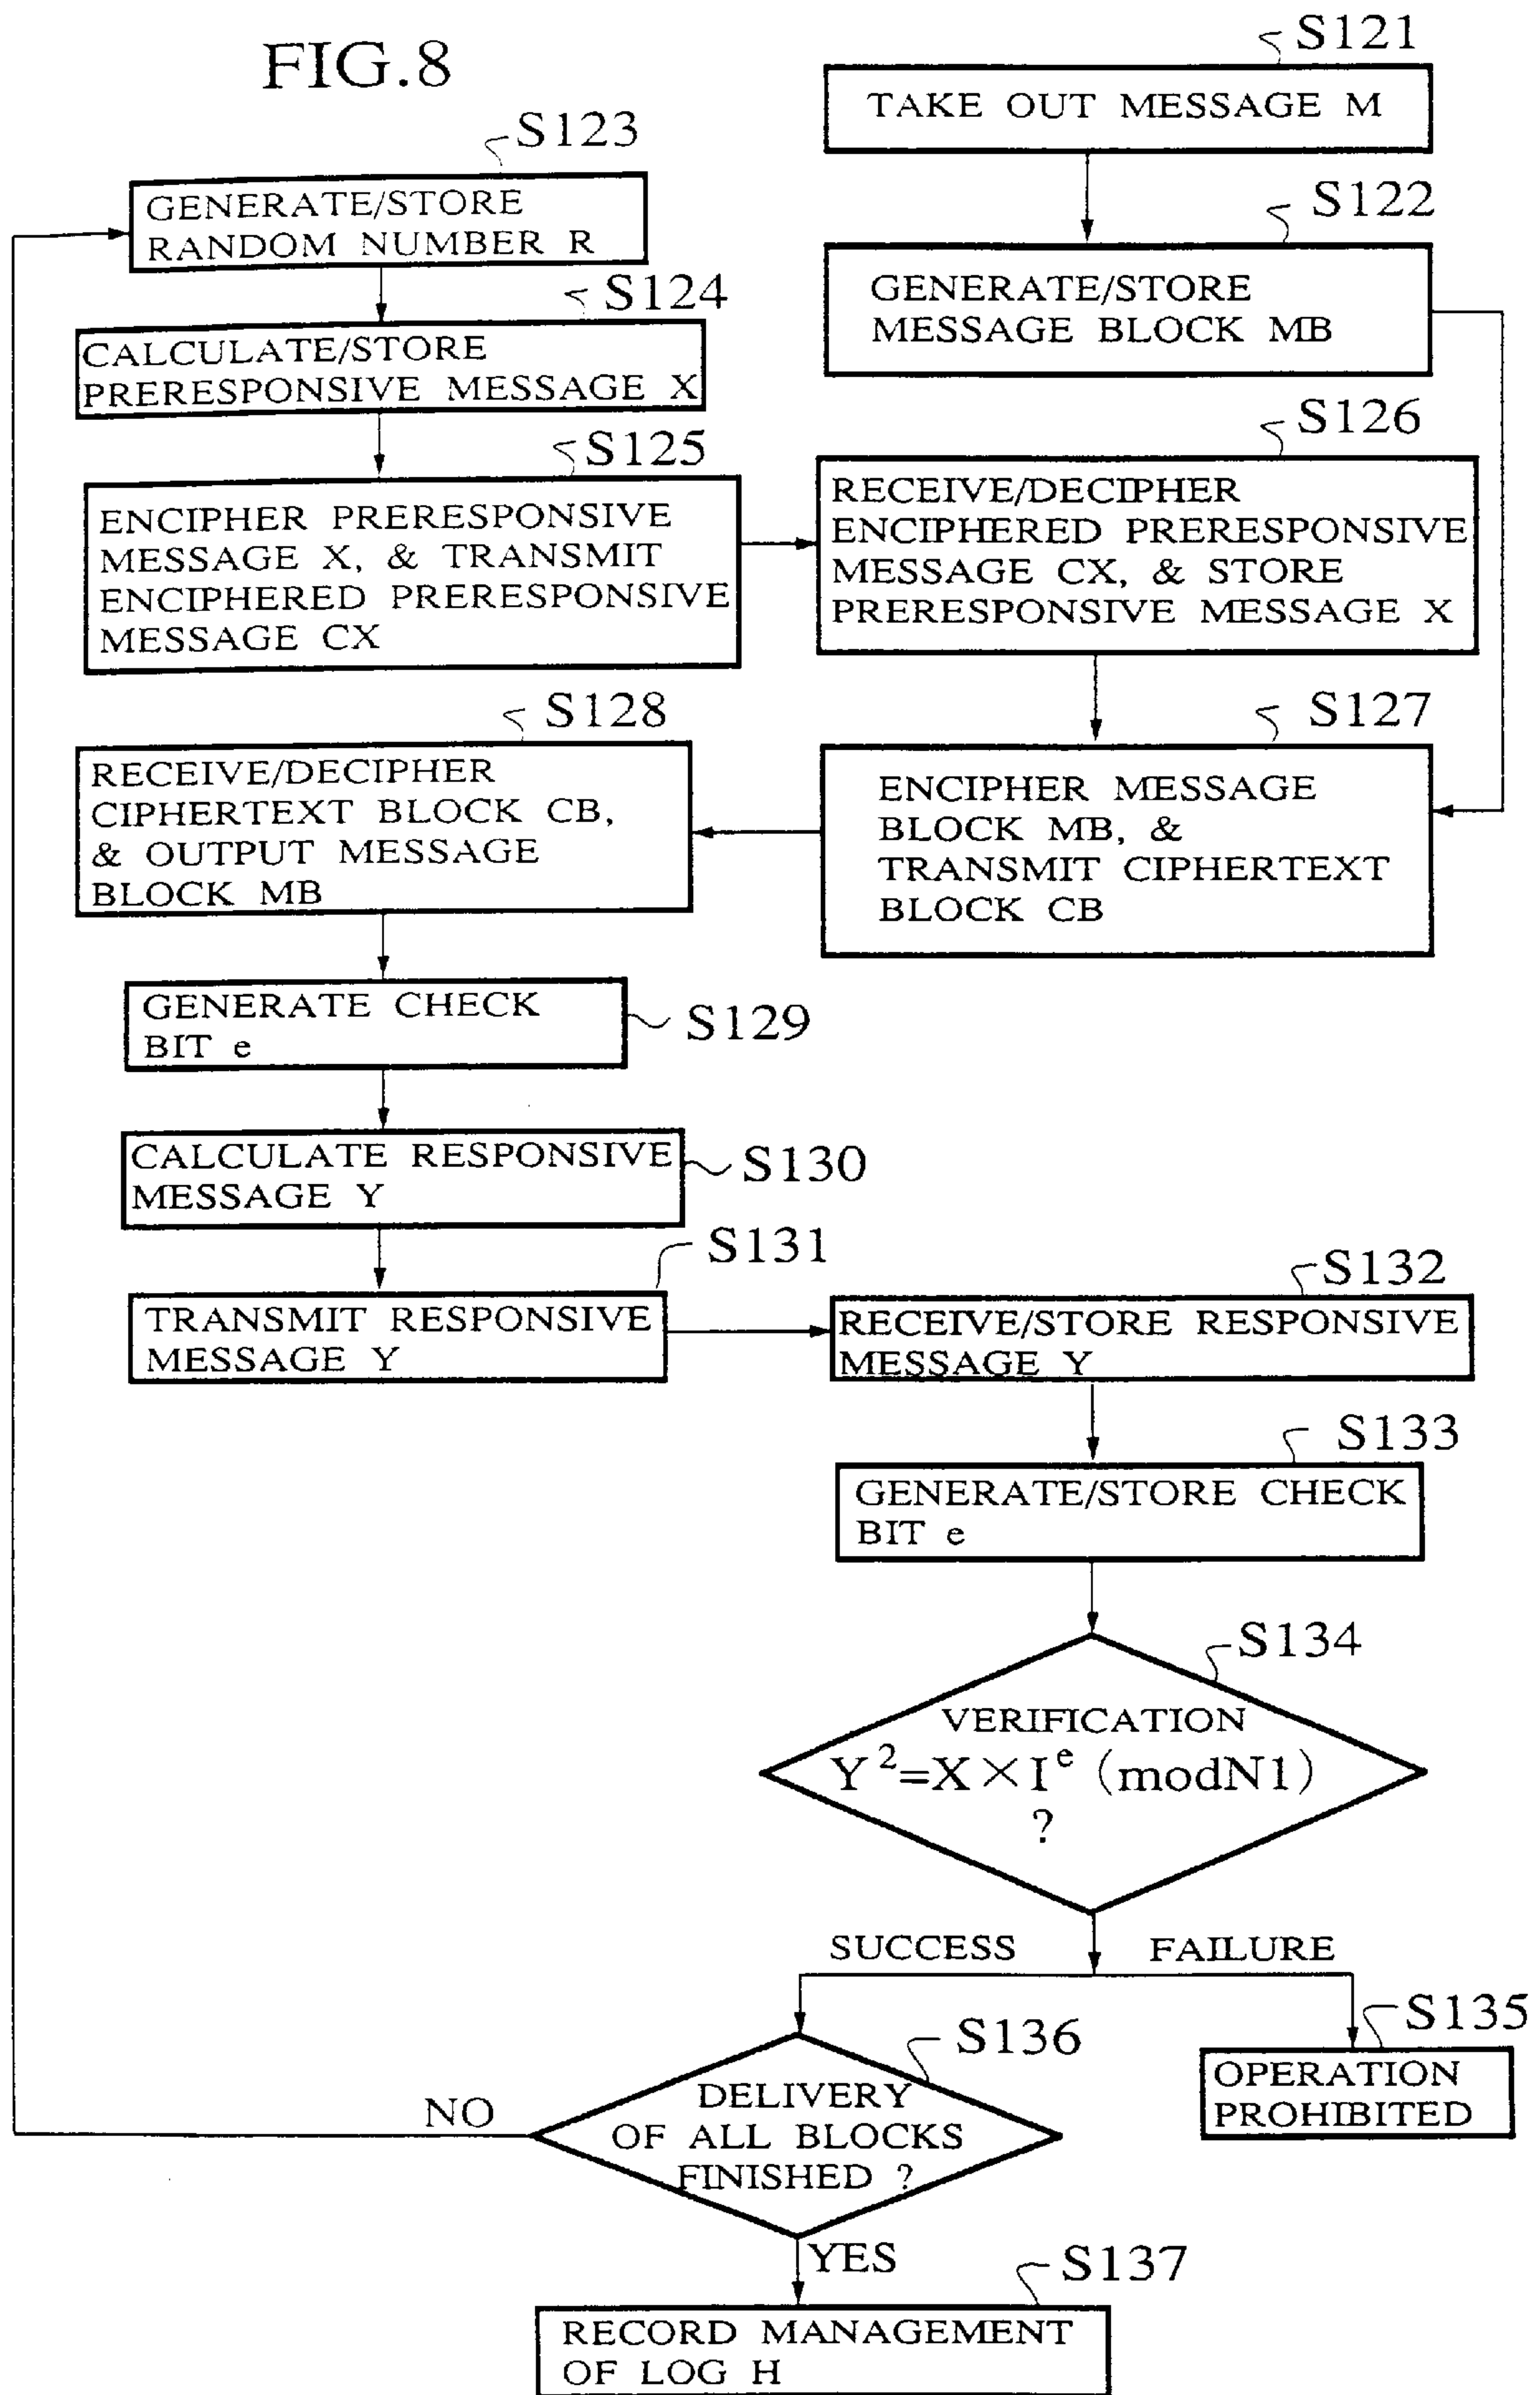 FIG.8
S121
TAKE OUT MESSAGE M
S123
GENERATE/STORE
RANDOM NUMBER R
S122
GENERATE/STORE
MESSAGE BLOCK MB
S124
CALCULATE/STORE
PRERESPONSIVE MESSAGE X
S125
ENCIPHER PRERESPONSIVE
MESSAGE X, & TRANSMIT
ENCIPHERED PRERESPONSIVE
MESSAGE CX
S126
RECEIVE/DECIPHER
ENCIPHERED PRERESPONSIVE
MESSAGE CX, & STORE
PRERESPONSIVE MESSAGE X
S127
ENCIPHER MESSAGE
BLOCK MB, &
TRANSMIT CIPHERTEXT
BLOCK CB
S128
RECEIVE/DECIPHER
CIPHERTEXT BLOCK CB,
& OUTPUT MESSAGE
BLOCK MB
GENERATE CHECK
BIT e
S129
CALCULATE RESPONSIVE
MESSAGE Y
S130
S131
TRANSMIT RESPONSIVE
MESSAGE Y
S132
RECEIVE/STORE RESPONSIVE
MESSAGE Y
S133
GENERATE/STORE CHECK
BIT e
S134
VERIFICATION
Y²=X×Iᵉ (modN1)
?
SUCCESS
FAILURE
S135
OPERATION
PROHIBITED
S136
DELIVERY
OF ALL BLOCKS
FINISHED ?
NO
YES
S137
RECORD MANAGEMENT
OF LOG H